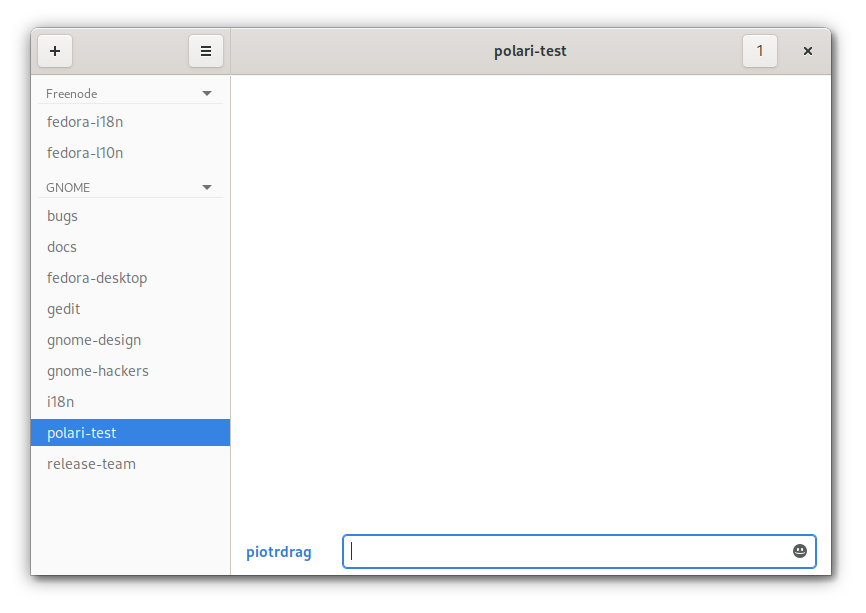 polari-test
1
Freenode
fedora-i18n
fedora-l10n
GNOME
bugs
docs
fedora-desktop
gedit
gnome-design
gnome-hackers
i18n
polari-test
release-team
piotrdrag